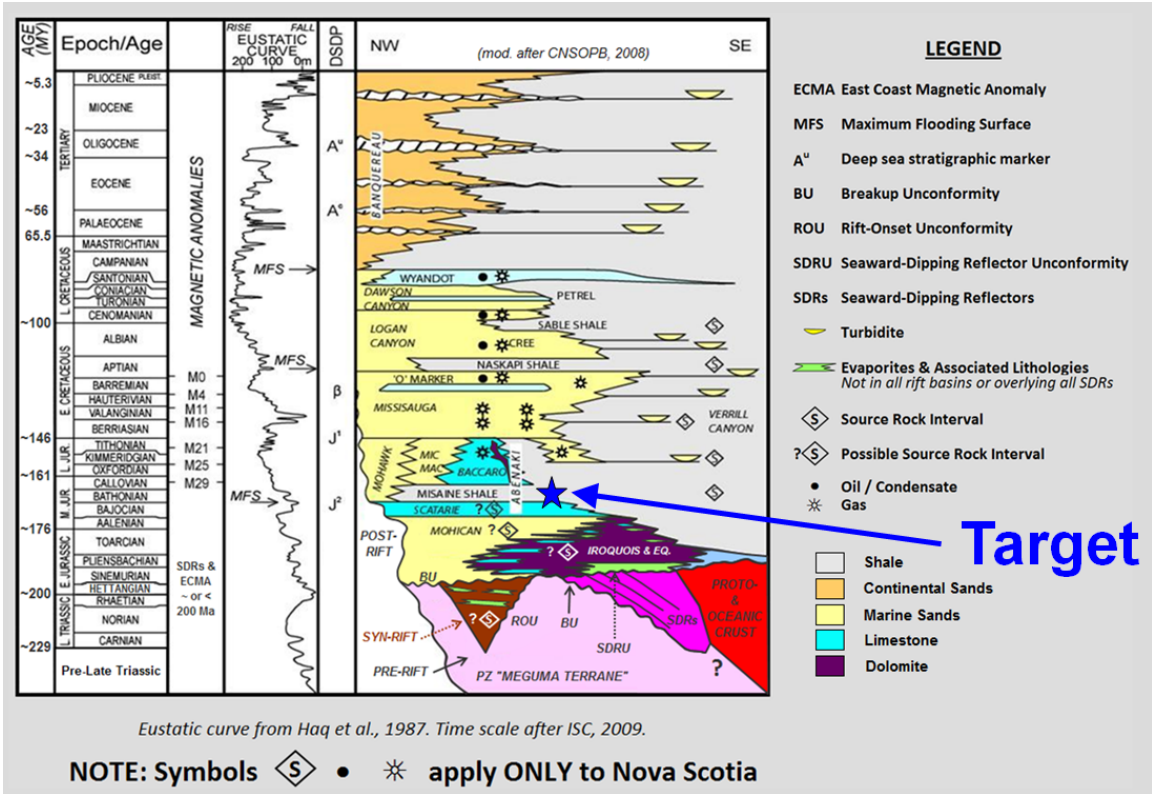 AGE (MY)
Epoch/Age
MAGNETIC ANOMALIES
RISE FALL
EUSTATIC CURVE
200 100 0m
DSDP
NW
(mod. after CNSOPB, 2008)
SE
~5.3
~23
~34
~56
65.5
~100
~146
~161
~176
~200
~229
TERTIARY
L. CRETACEOUS
E. CRETACEOUS
L. JUR.
M. JUR.
E. JURASSIC
L. TRIASSIC
PLIOCENE PLEIST.
MIOCENE
OLIGOCENE
EOCENE
PALAEOCENE
MAASTRICHTIAN
CAMPANIAN
SANTONIAN
CONIACIAN
TURONIAN
CENOMANIAN
ALBIAN
APTIAN
BARREMIAN
HAUTERIVIAN
VALANGINIAN
BERRIASIAN
TITHONIAN
KIMMERIDGIAN
OXFORDIAN
CALLOVIAN
BATHONIAN
BAJOCIAN
AALENIAN
TOARCIAN
PLIENSBACHIAN
SINEMURIAN
HETTANGIAN
RHAETIAN
NORIAN
CARNIAN
Pre-Late Triassic
M0
M4
M11
M16
M21
M25
M29
SDRs &
ECMA
~ or <
200 Ma
MFS
MFS
MFS
Aᵘ
Aᵉ
β
J¹
J²
BANQUEREAU
WYANDOT
DAWSON
CANYON
PETREL
LOGAN
CANYON
SABLE SHALE
CREE
NASKAPI SHALE
'O' MARKER
MISSISAUGA
VERRILL
CANYON
MOHAWK
MIC
MAC
BACCARO
ABENAKI
MISAINE SHALE
SCATARIE ? S
POST-
RIFT
MOHICAN ? S
? S IROQUOIS & EQ.
BU
SYN-RIFT
? S
ROU
BU
SDRU
SDRs
PROTO-
& OCEANIC
CRUST
?
PRE-RIFT
PZ "MEGUMA TERRANE"
S
S
S
S
S
Target
LEGEND
ECMA East Coast Magnetic Anomaly
MFS Maximum Flooding Surface
Aᵘ Deep sea stratigraphic marker
BU Breakup Unconformity
ROU Rift-Onset Unconformity
SDRU Seaward-Dipping Reflector Unconformity
SDRs Seaward-Dipping Reflectors
Turbidite
Evaporites & Associated Lithologies
Not in all rift basins or overlying all SDRs
S Source Rock Interval
? S Possible Source Rock Interval
Oil / Condensate
Gas
Shale
Continental Sands
Marine Sands
Limestone
Dolomite
Eustatic curve from Haq et al., 1987. Time scale after ISC, 2009.
NOTE: Symbols S ● ☼ apply ONLY to Nova Scotia